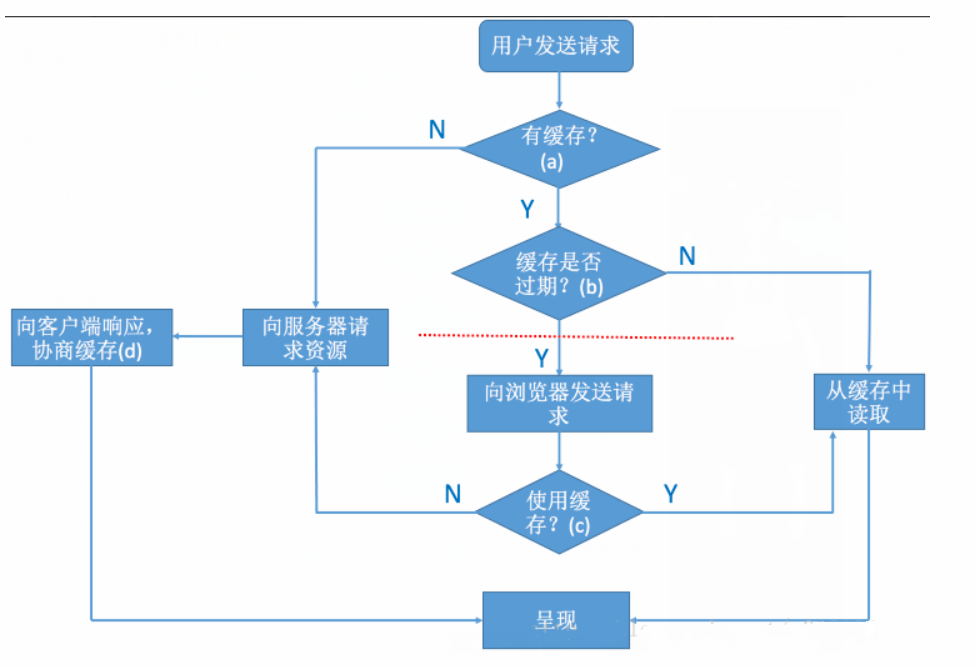 用户发送请求
N
有缓存？
(a)
Y
缓存是否
过期？(b)
N
向客户端响应，
协商缓存(d)
向服务器请
求资源
Y
向浏览器发送请
求
从缓存中
读取
N
使用缓
存？(c)
Y
呈现